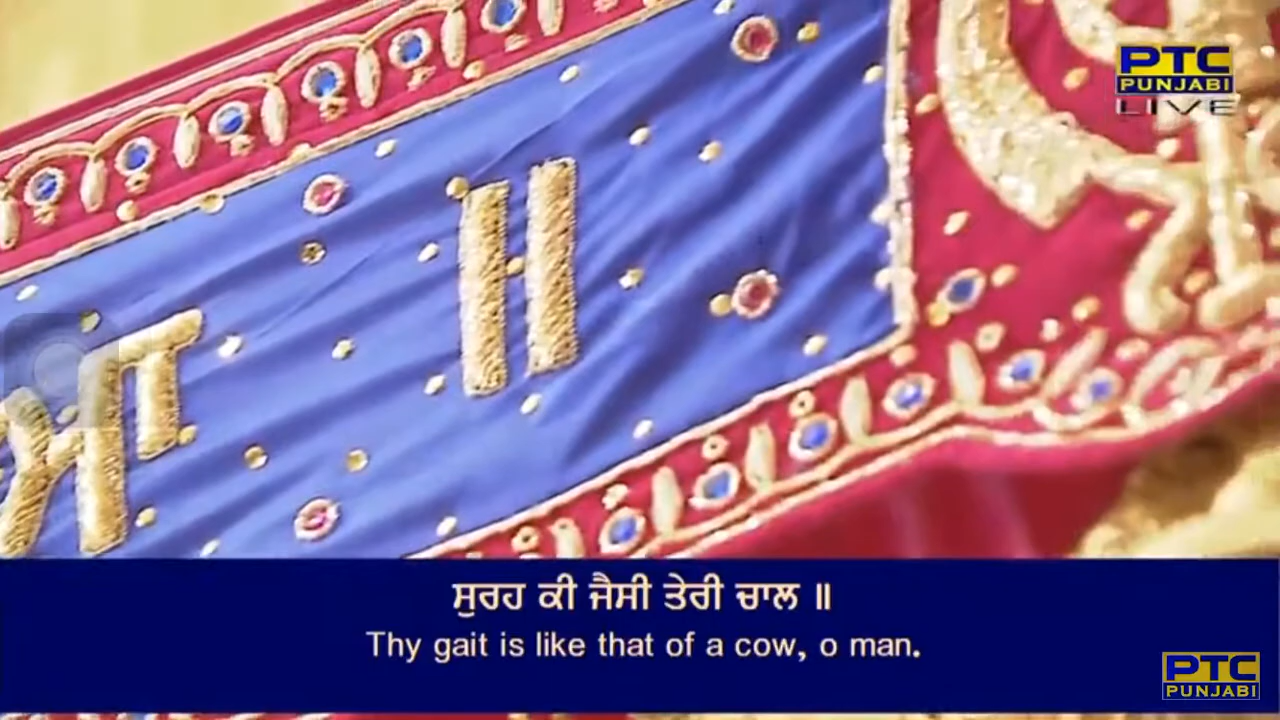 PTC
PUNJABI
LIVE
॥
ਸੁਰਹ ਕੀ ਜੈਸੀ ਤੇਰੀ ਚਾਲ ॥
Thy gait is like that of a cow, o man.
PTC
PUNJABI